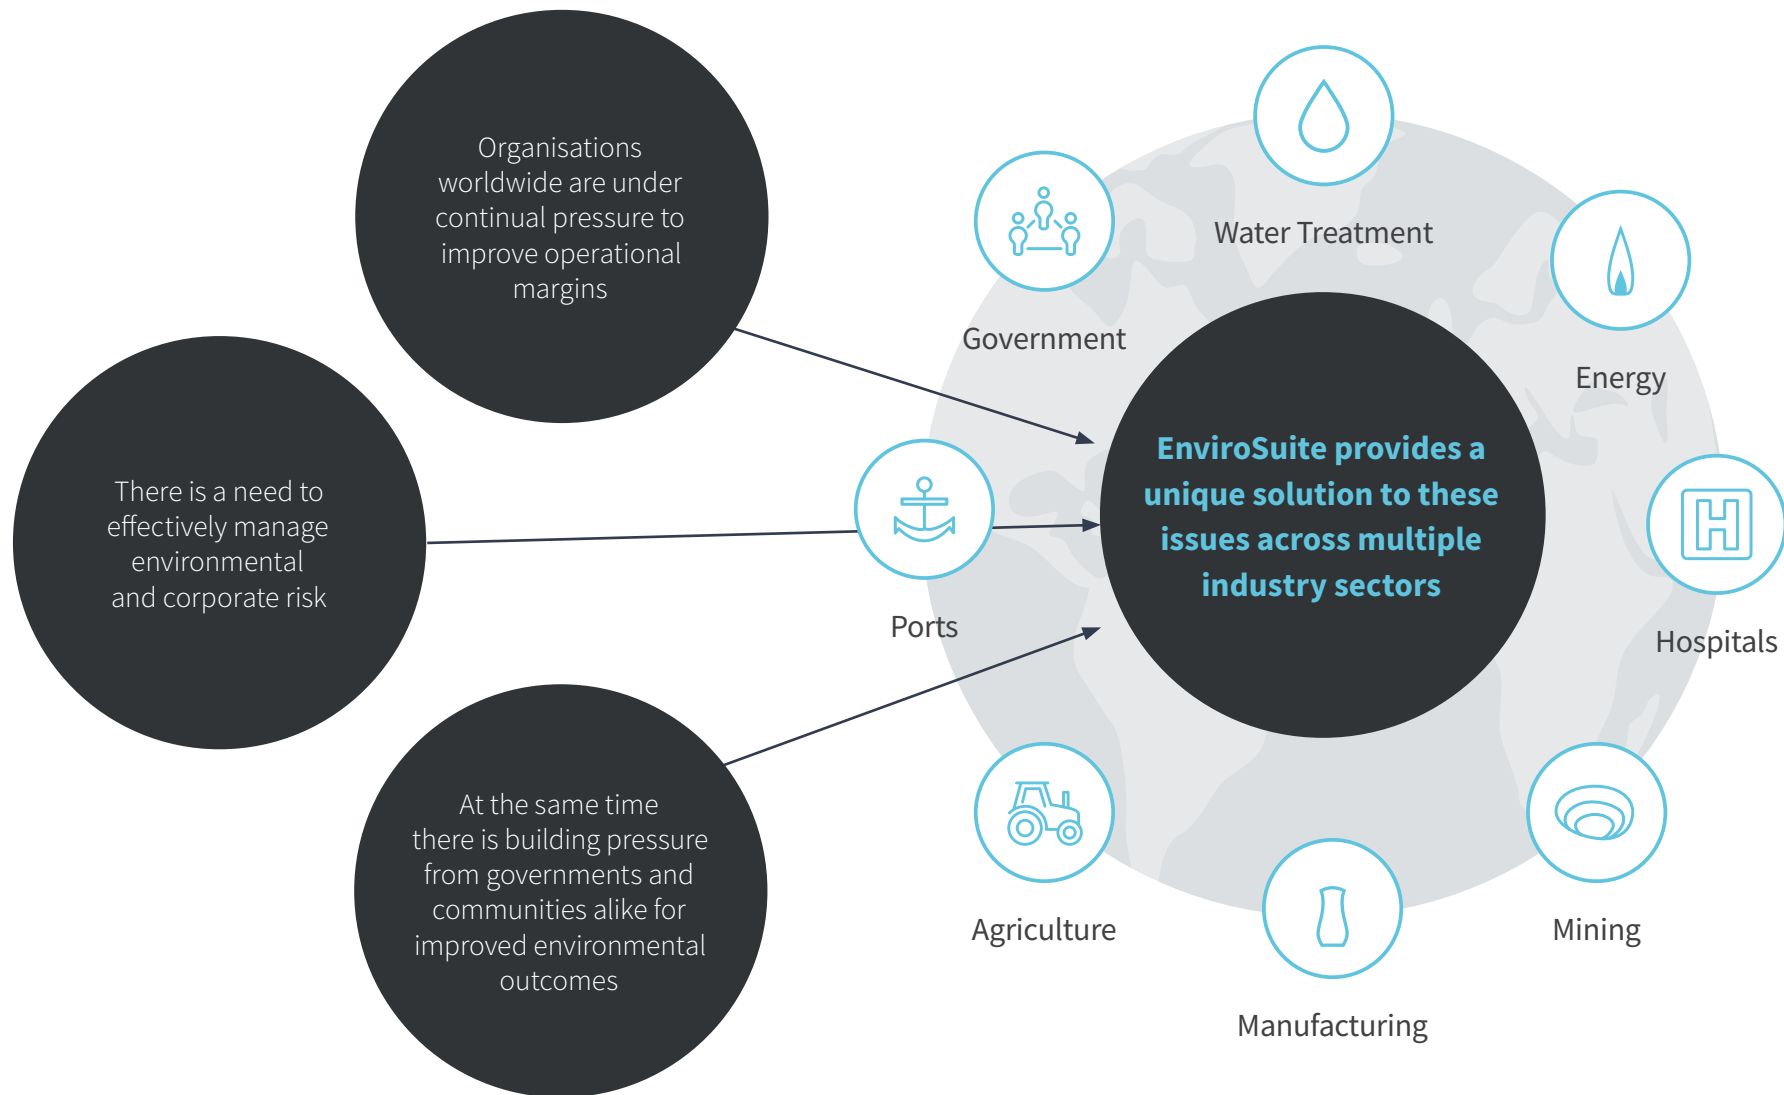 Organisations
worldwide are under
continual pressure to
improve operational
margins
There is a need to
effectively manage
environmental
and corporate risk
At the same time
there is building pressure
from governments and
communities alike for
improved environmental
outcomes
Water Treatment
Government
Energy
EnviroSuite provides a
unique solution to these
issues across multiple
industry sectors
Ports
Hospitals
Agriculture
Mining
Manufacturing
H